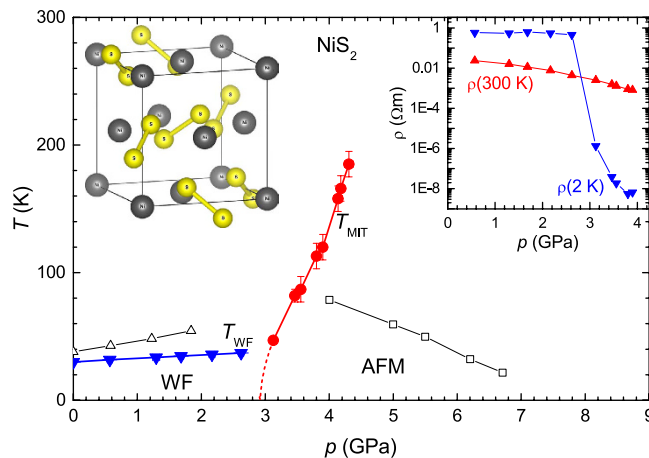 NiS2
300
200
100
0
T (K)
0
1
2
3
4
5
6
7
8
9
p (GPa)
TMIT
TWF
WF
AFM
1
0.01
1E-4
1E-6
1E-8
ρ (Ωm)
ρ(300 K)
ρ(2 K)
0
1
2
3
4
p (GPa)